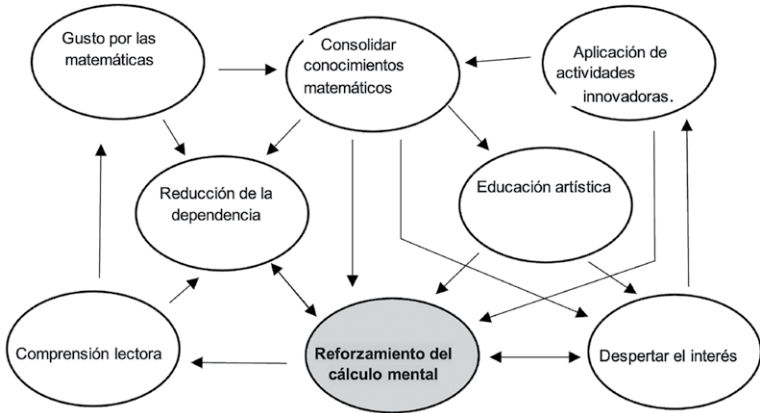 Gusto por las
matemáticas
Consolidar
conocimientos
matemáticos
Aplicación de
actividades
innovadoras.
Reducción de la
dependencia
Educación artística
Comprensión lectora
Reforzamiento del
cálculo mental
Despertar el interés